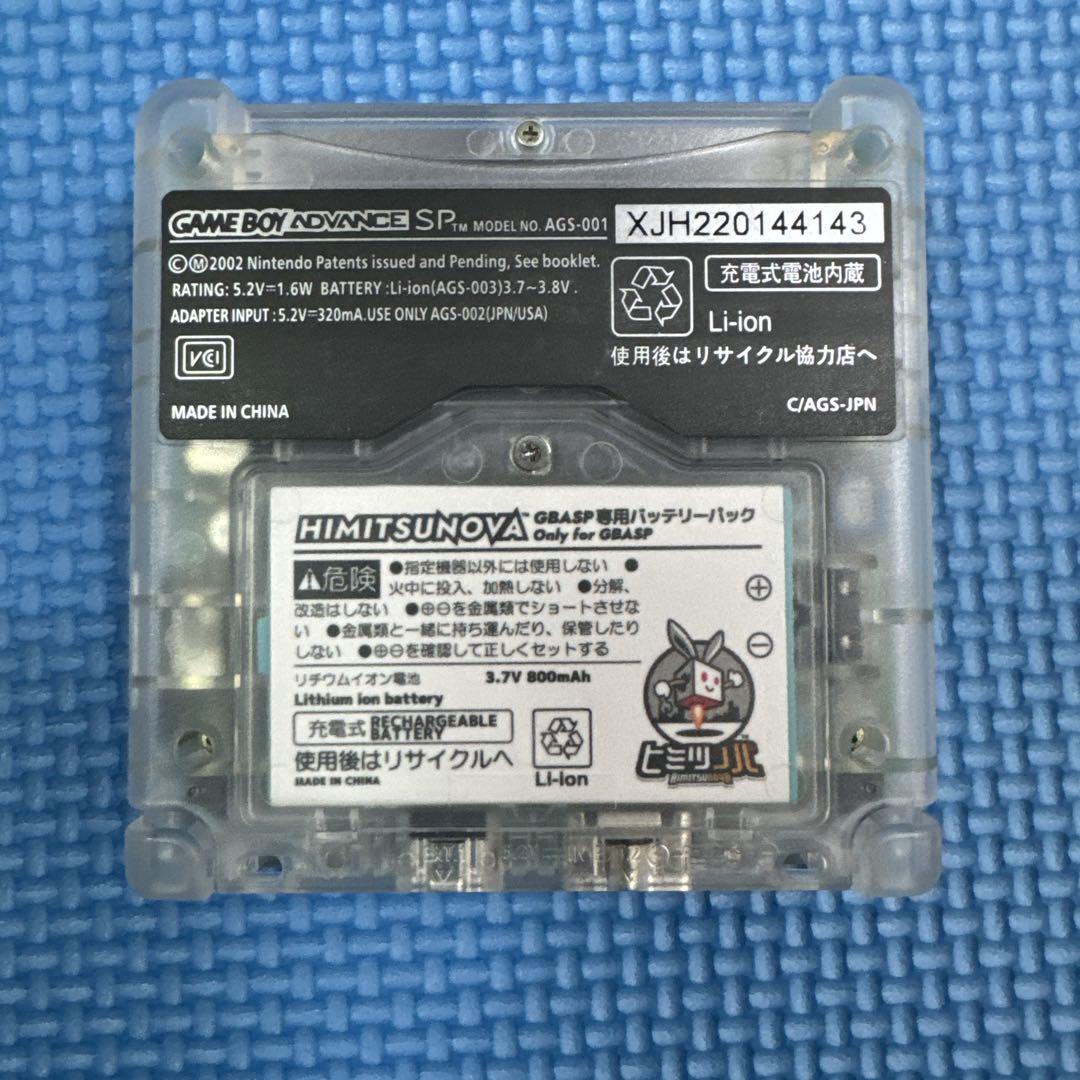 GAME BOY ADVANCE SP™ MODEL NO. AGS-001
XJH220144143
©Ⓜ2002 Nintendo Patents issued and Pending, See booklet.
RATING: 5.2V⎓1.6W BATTERY :Li-ion(AGS-003)3.7~3.8V .
ADAPTER INPUT : 5.2V⎓320mA.USE ONLY AGS-002(JPN/USA)
VCI
MADE IN CHINA
充電式電池内蔵
Li-ion
使用後はリサイクル協力店へ
C/AGS-JPN
HIMITSUNOVA™ GBASP専用バッテリーパック
Only for GBASP
危険 ●指定機器以外には使用しない ●
火中に投入、加熱しない ●分解、
改造はしない ●⊕⊖を金属類でショートさせな
い ●金属類と一緒に持ち運んだり、保管したり
しない ●⊕⊖を確認して正しくセットする
リチウムイオン電池 3.7V 800mAh
Lithium ion battery
充電式 RECHARGEABLE BATTERY
使用後はリサイクルへ
MADE IN CHINA
Li-ion
⊕
⊖
ヒミツノバ™
HIMITSUNOVA